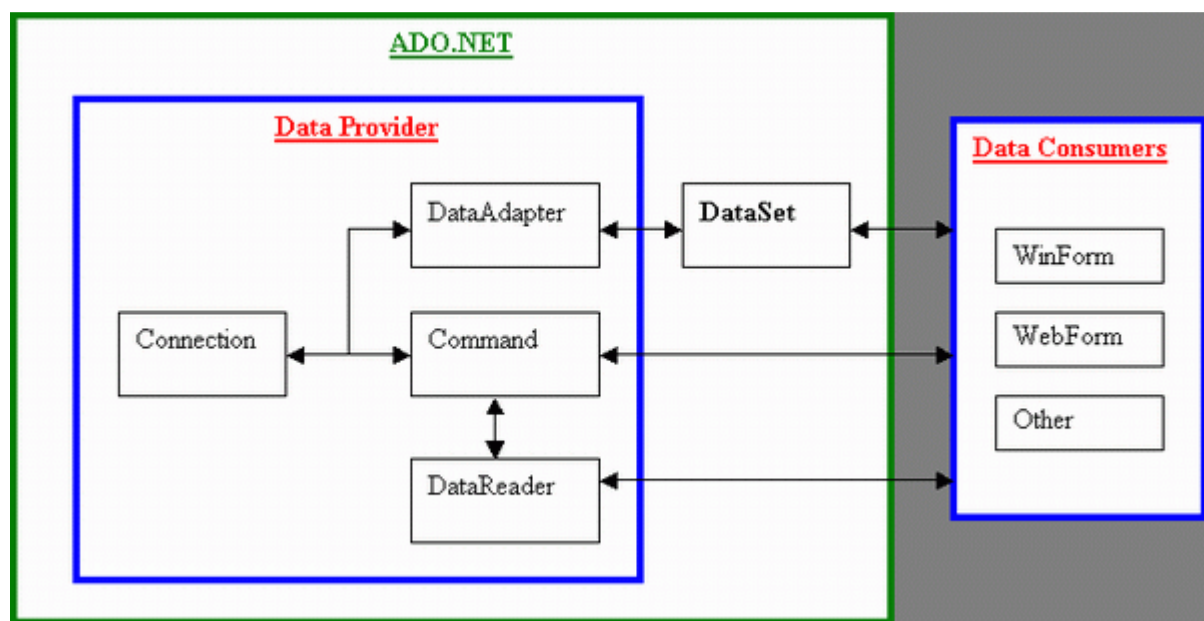 ADO.NET
Data Provider
Data Consumers
DataAdapter
DataSet
WinForm
Connection
Command
WebForm
Other
DataReader